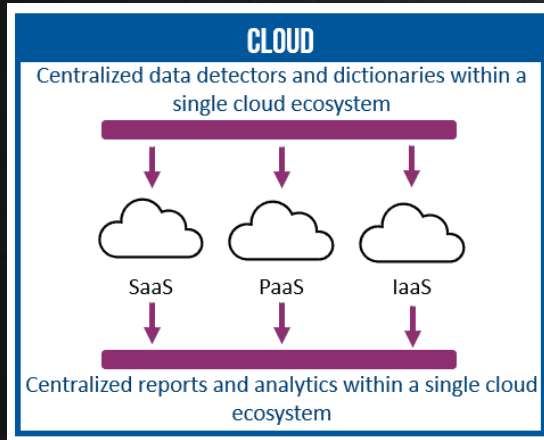 CLOUD
Centralized data detectors and dictionaries within a
single cloud ecosystem
SaaS PaaS IaaS
Centralized reports and analytics within a single cloud
ecosystem